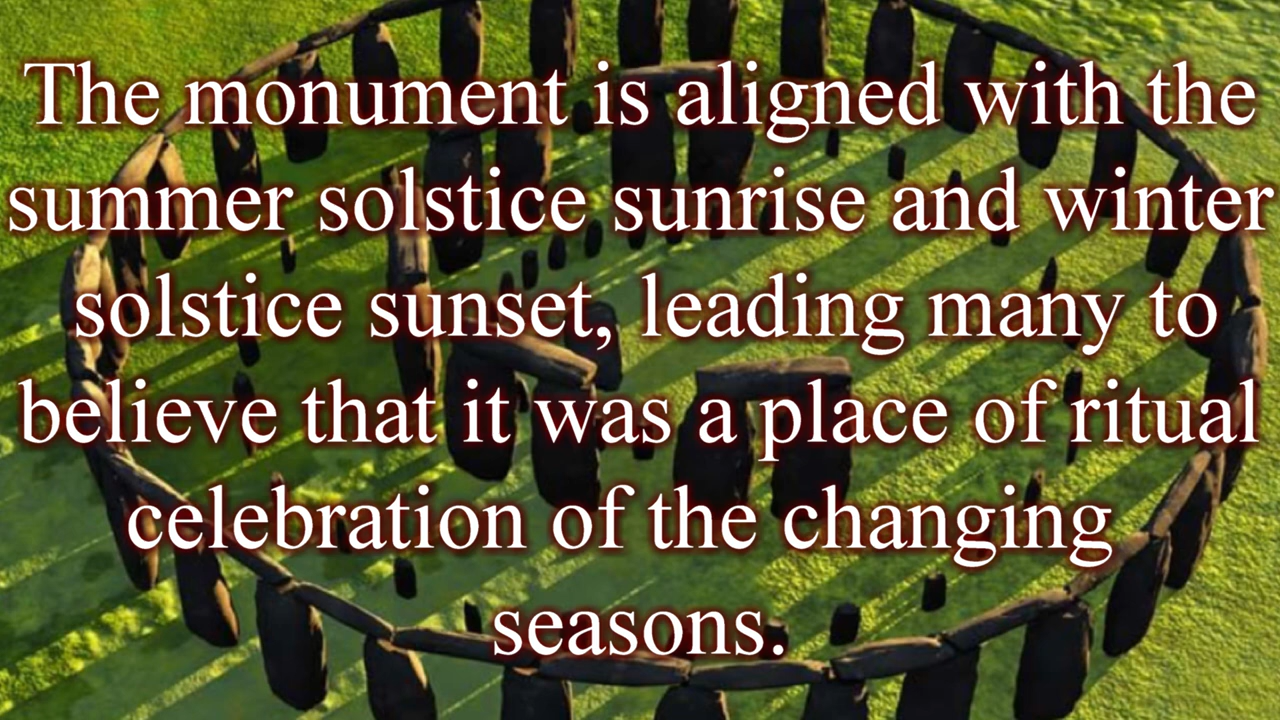 The monument is aligned with the
summer solstice sunrise and winter
solstice sunset, leading many to
believe that it was a place of ritual
celebration of the changing
seasons.